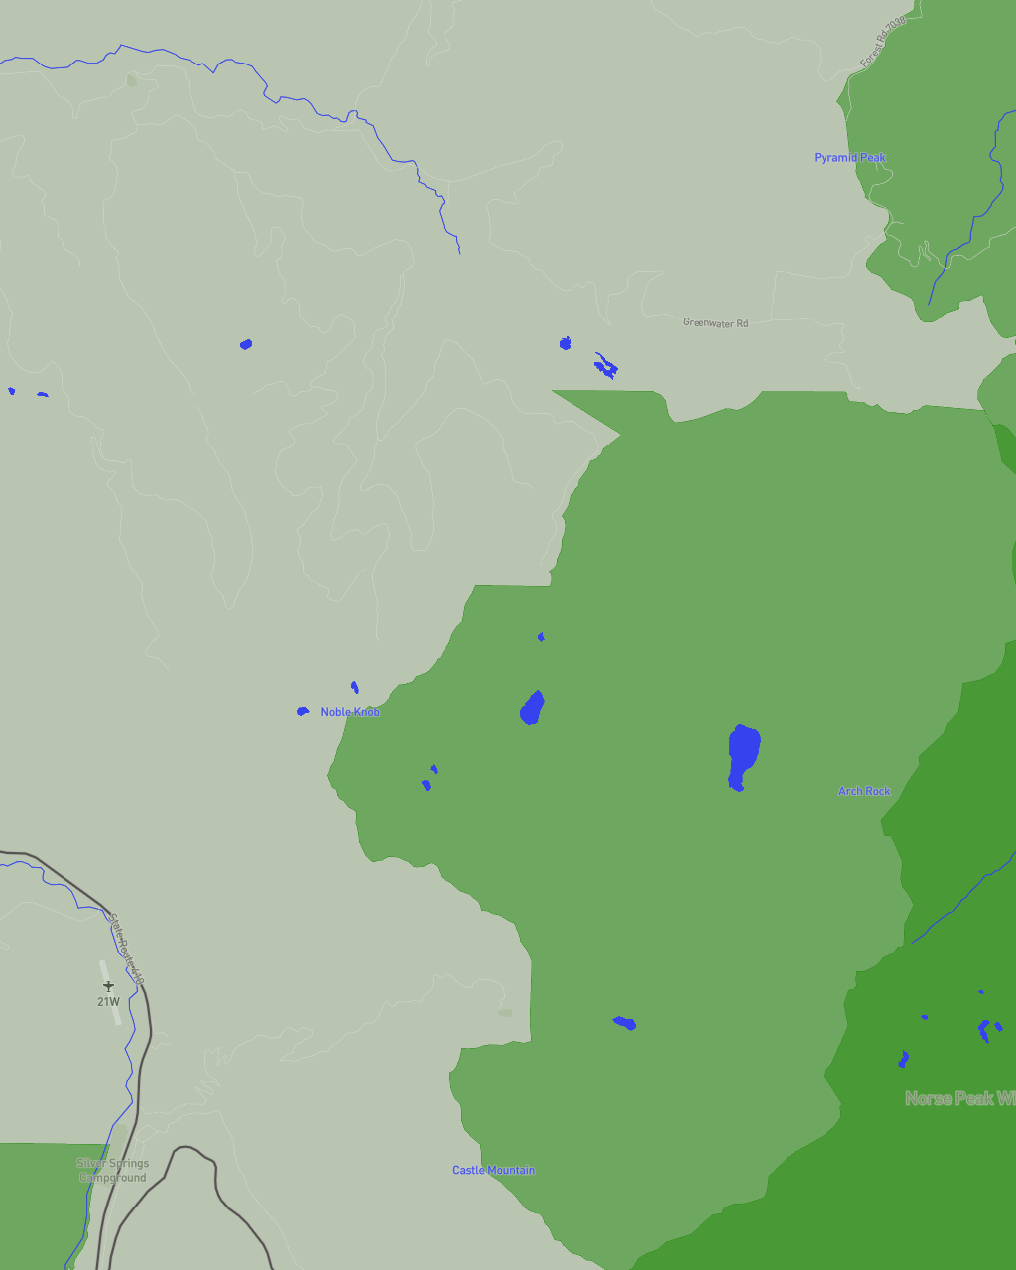 Forest Rd 7038
Pyramid Peak
Greenwater Rd
Noble Knob
Arch Rock
State Route 410
21W
Norse Peak Wi
Silver Springs
Campground
Castle Mountain